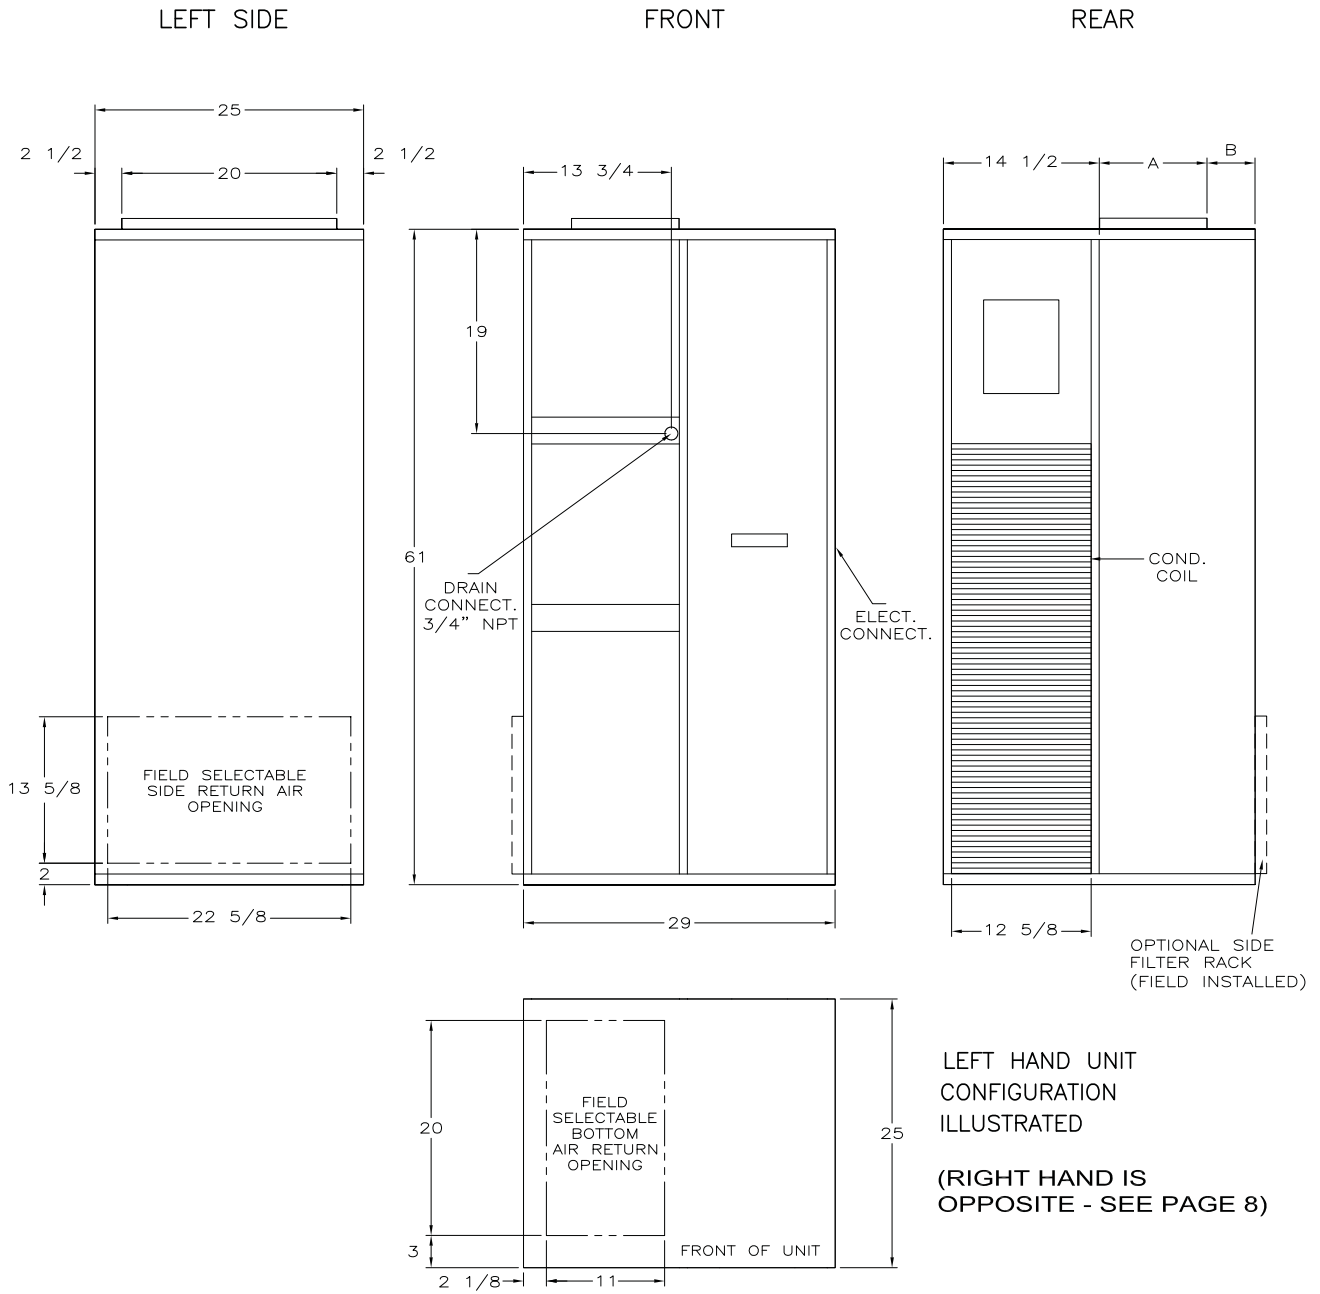 LEFT SIDE
FRONT
REAR
25
2 1/2
20
2 1/2
13 3/4
14 1/2
A
B
19
61
DRAIN
CONNECT.
3/4” NPT
ELECT.
CONNECT.
COND.
COIL
FIELD SELECTABLE
SIDE RETURN AIR
OPENING
13 5/8
2
22 5/8
29
12 5/8
OPTIONAL SIDE
FILTER RACK
(FIELD INSTALLED)
FIELD
SELECTABLE
BOTTOM
AIR RETURN
OPENING
20
3
25
FRONT OF UNIT
2 1/8
11
LEFT HAND UNIT
CONFIGURATION
ILLUSTRATED
(RIGHT HAND IS
OPPOSITE - SEE PAGE 8)